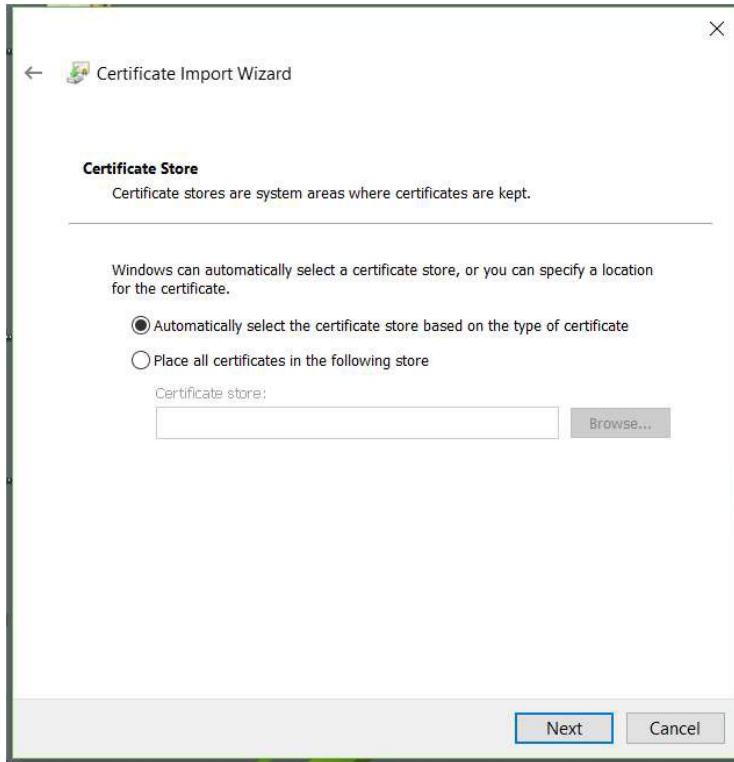 Certificate Import Wizard
Certificate Store
Certificate stores are system areas where certificates are kept.
Windows can automatically select a certificate store, or you can specify a location
for the certificate.
Automatically select the certificate store based on the type of certificate
Place all certificates in the following store
Certificate store:
Browse...
Next
Cancel